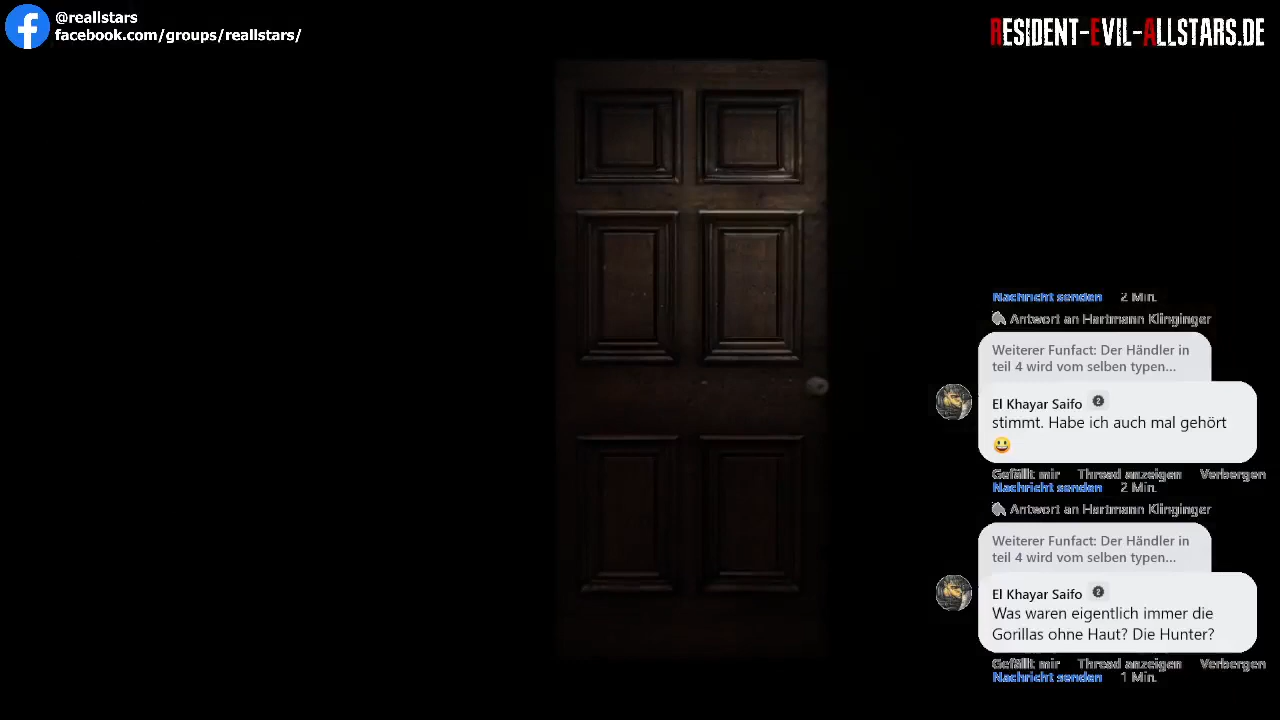 @reallstars
facebook.com/groups/reallstars/
RESIDENT-EVIL-ALLSTARS.DE
Nachricht senden 2 Min.
Antwort an Hartmann Klinginger
Weiterer Funfact: Der Händler in
teil 4 wird vom selben typen...
El Khayar Saifo 2
stimmt. Habe ich auch mal gehört
😃
Gefällt mir Thread anzeigen Verbergen
Nachricht senden 2 Min.
Antwort an Hartmann Klinginger
Weiterer Funfact: Der Händler in
teil 4 wird vom selben typen...
El Khayar Saifo 2
Was waren eigentlich immer die
Gorillas ohne Haut? Die Hunter?
Gefällt mir Thread anzeigen Verbergen
Nachricht senden 1 Min.